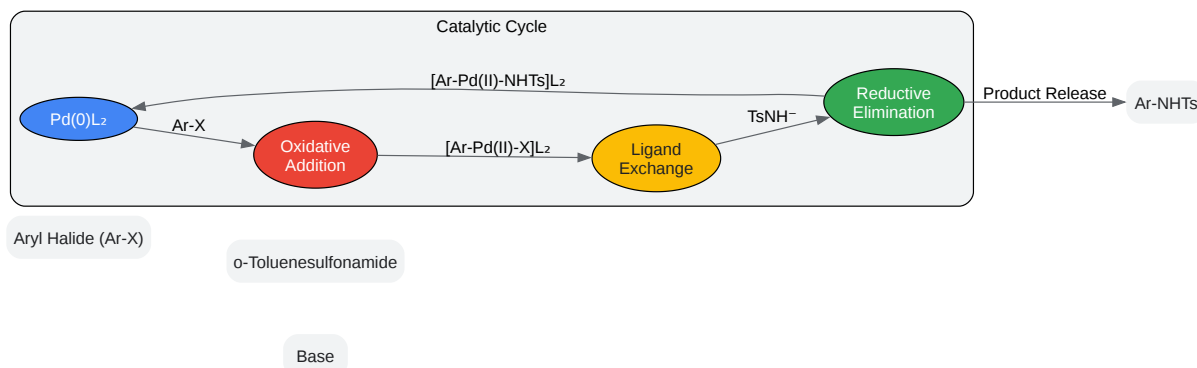 Catalytic Cycle
[Ar-Pd(II)-NHTs]L₂
Pd(0)L₂
Ar-X
Oxidative
Addition
[Ar-Pd(II)-X]L₂
Ligand
Exchange
TsNH⁻
Reductive
Elimination
Product Release
Ar-NHTs
Aryl Halide (Ar-X)
o-Toluenesulfonamide
Base